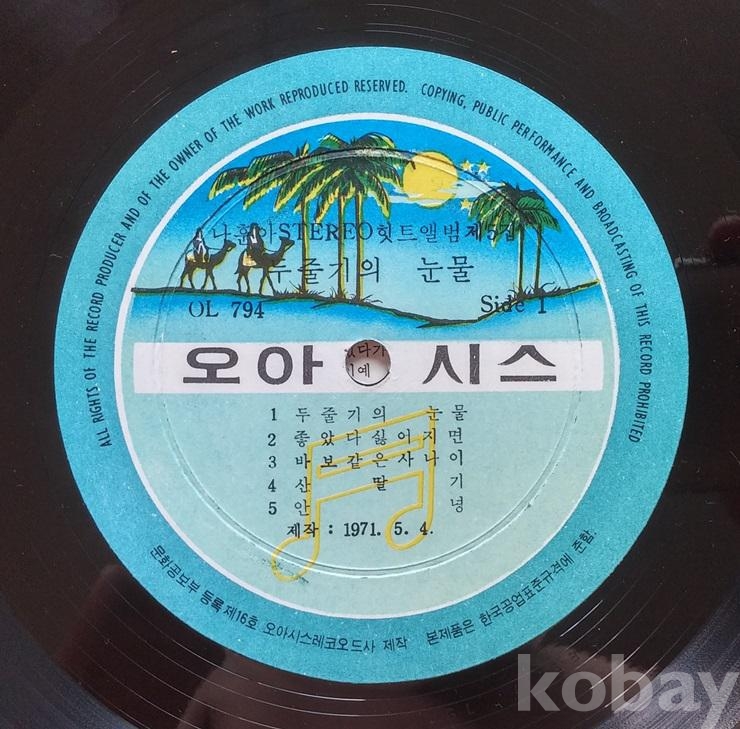 ALL RIGHTS OF THE RECORD PRODUCER AND OF THE OWNER OF THE WORK REPRODUCED RESERVED. COPYING, PUBLIC PERFORMANCE AND BROADCASTING OF THIS RECORD PROHIBITED
나훈아STEREO힛트앨범제5집
두줄기의 눈물
OL 794
Side 1
오아시스
다가
예
1 두줄기의 눈물
2 좋았다싫어지면
3 바보같은사나이
4 산딸기
5 안녕
제작 : 1971. 5. 4.
문화공보부 등록 제16호 오아시스레코오드사 제작 본제품은 한국공업표준규격에 준함
kobay